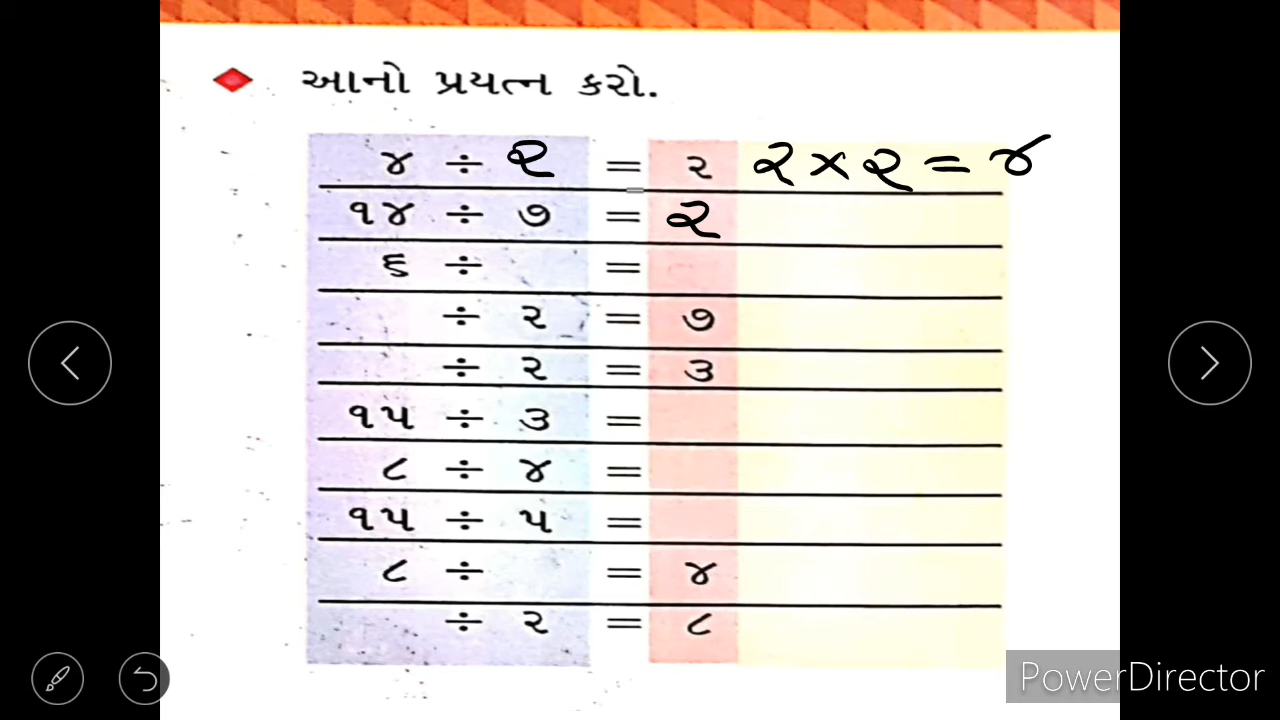 આનો પ્રયત્ન કરો.
૪ ÷ ૨ = ૨ ૨ × ૨ = ૪
૧૪ ÷ ૭ = ૨
૬ ÷ =
÷ ૨ = ૭
÷ ૨ = ૩
૧૫ ÷ ૩ =
૮ ÷ ૪ =
૧૫ ÷ ૫ =
૮ ÷ = ૪
÷ ૨ = ૮
PowerDirector